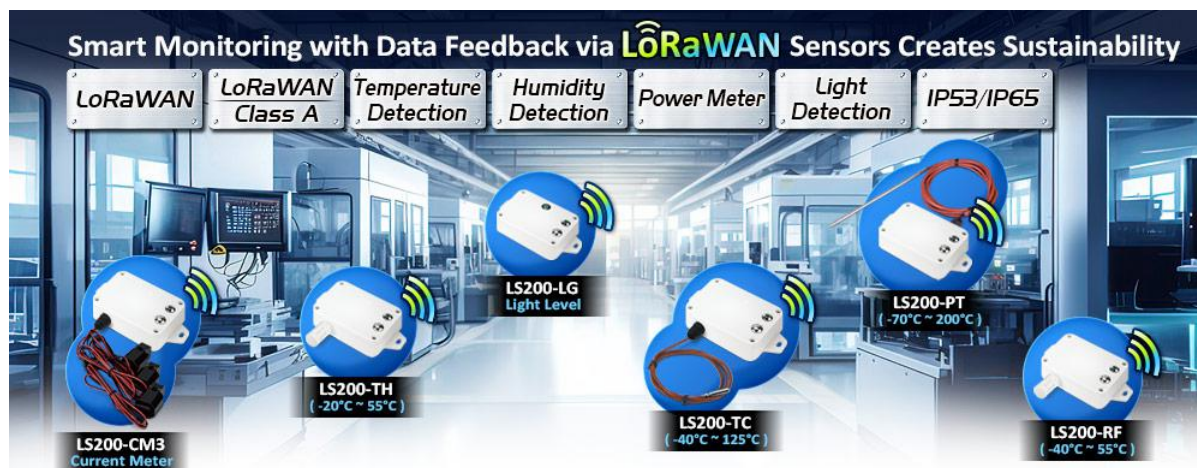 Smart Monitoring with Data Feedback via LoRaWAN Sensors Creates Sustainability
LoRaWAN
LoRaWAN
Class A
Temperature
Detection
Humidity
Detection
Power Meter
Light
Detection
IP53/IP65
LS200-LG
Light Level
LS200-PT
( -70°C ~ 200°C )
LS200-TH
( -20°C ~ 55°C )
LS200-TC
( -40°C ~ 125°C )
LS200-RF
( -40°C ~ 55°C )
LS200-CM3
Current Meter